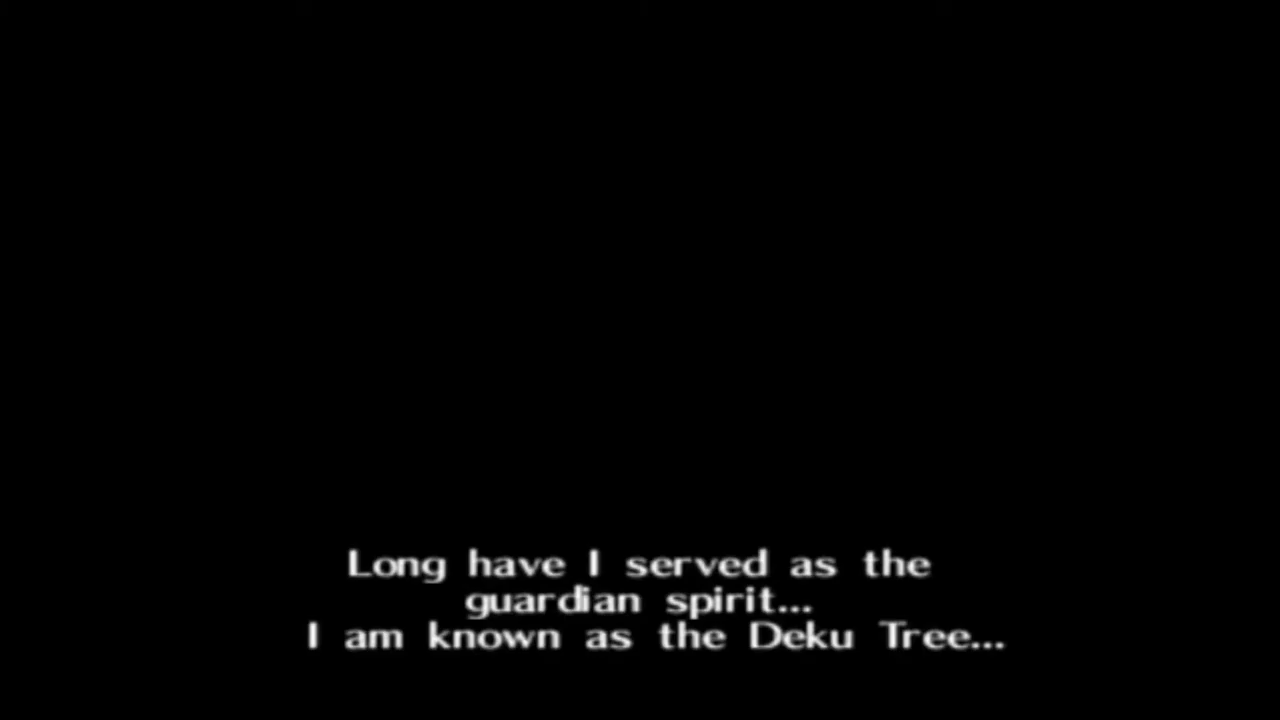 Long have I served as the
guardian spirit...
I am known as the Deku Tree...